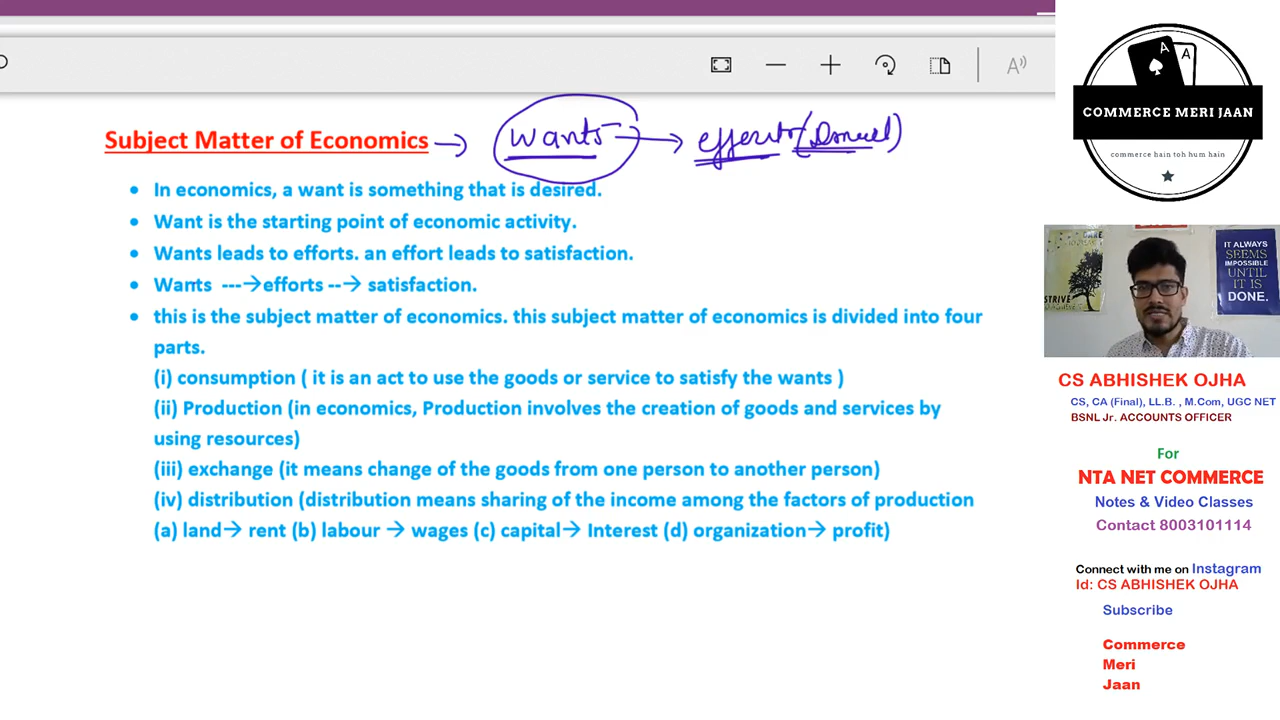 Subject Matter of Economics → wants → efforts (Demand)
• In economics, a want is something that is desired.
• Want is the starting point of economic activity.
• Wants leads to efforts. an effort leads to satisfaction.
• Wants ---→efforts --→ satisfaction.
• this is the subject matter of economics. this subject matter of economics is divided into four
parts.
(i) consumption ( it is an act to use the goods or service to satisfy the wants )
(ii) Production (in economics, Production involves the creation of goods and services by
using resources)
(iii) exchange (it means change of the goods from one person to another person)
(iv) distribution (distribution means sharing of the income among the factors of production
(a) land→ rent (b) labour → wages (c) capital→ Interest (d) organization→ profit)
A A
COMMERCE MERI JAAN
commerce hain toh hum hain
STRIVE
IT ALWAYS
SEEMS
IMPOSSIBLE
UNTIL
IT IS
DONE.
CS ABHISHEK OJHA
CS, CA (Final), LL.B. , M.Com, UGC NET
BSNL Jr. ACCOUNTS OFFICER
For
NTA NET COMMERCE
Notes & Video Classes
Contact 8003101114
Connect with me on Instagram
Id: CS ABHISHEK OJHA
Subscribe
Commerce
Meri
Jaan